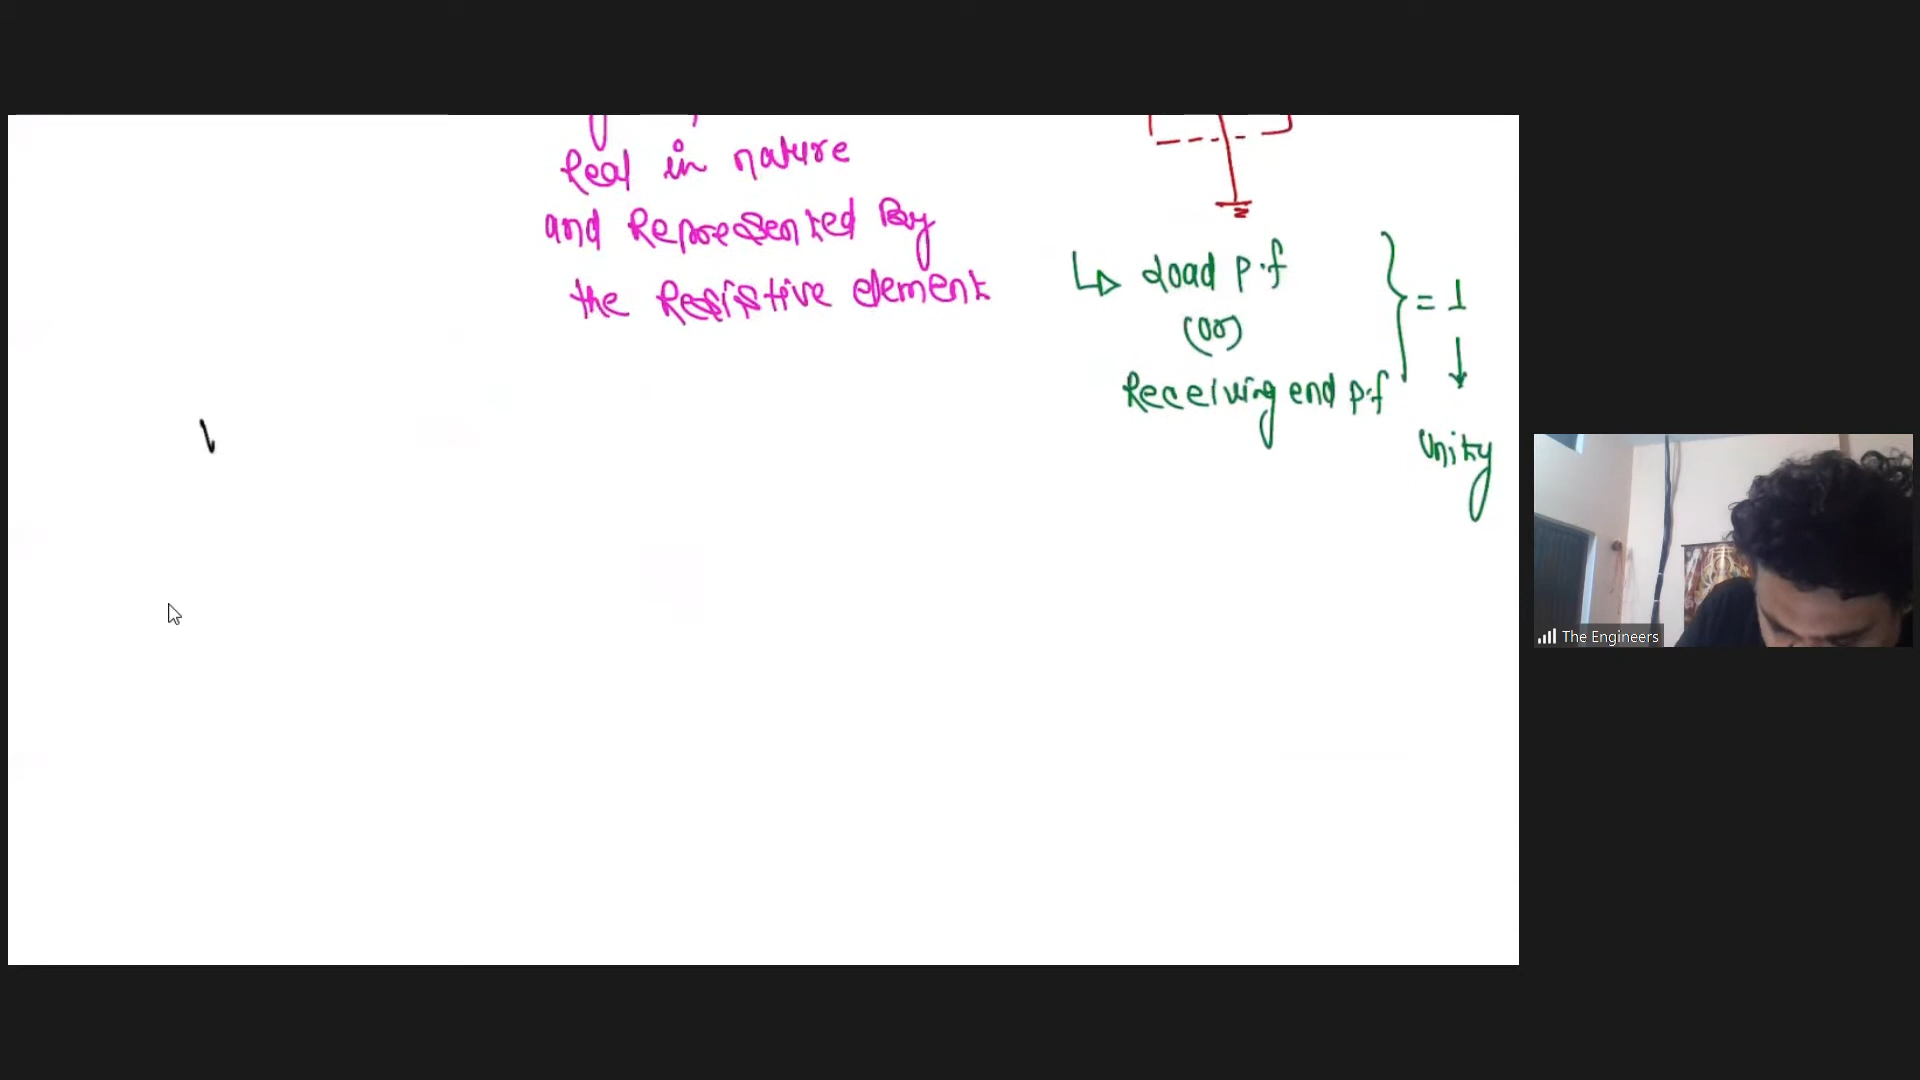 Real in nature
and Represented By
the Resistive element
Load p.f
(or)
Receiving end p.f
= 1
Unity
The Engineers